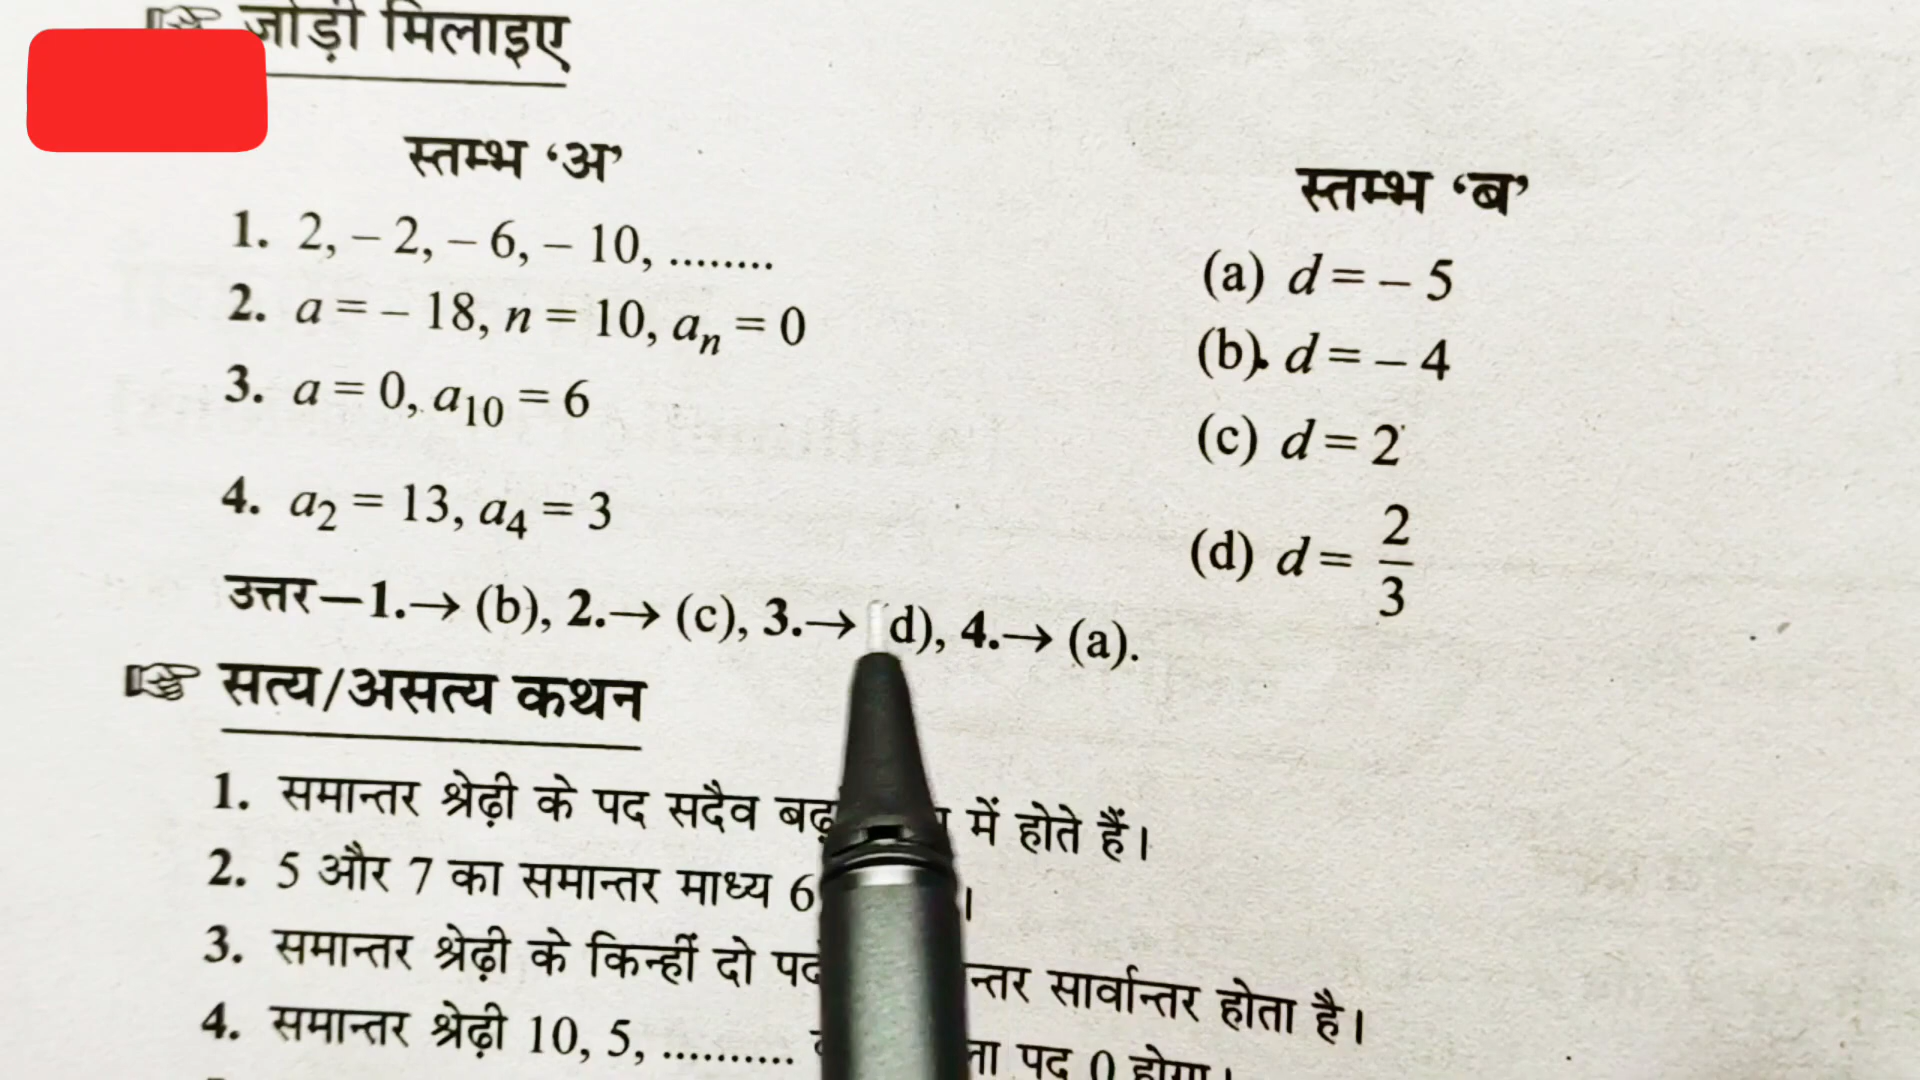 जोड़ी मिलाइए
स्तम्भ ‘अ’
स्तम्भ ‘ब’
1. 2, – 2, – 6, – 10, ........
(a) d = – 5
2. a = – 18, n = 10, aₙ = 0
(b). d = – 4
3. a = 0, a₁₀ = 6
(c) d = 2
4. a₂ = 13, a₄ = 3
(d) d = 2/3
उत्तर—1.→ (b), 2.→ (c), 3.→ d), 4.→ (a).
सत्य/असत्य कथन
1. समान्तर श्रेढ़ी के पद सदैव में होते हैं।
2. 5 और 7 का समान्तर माध्य 6 ।
3. समान्तर श्रेढ़ी के किन्हीं दो सार्वान्तर होता है।
4. समान्तर श्रेढ़ी 10, 5, .......... पद 0 होगा।